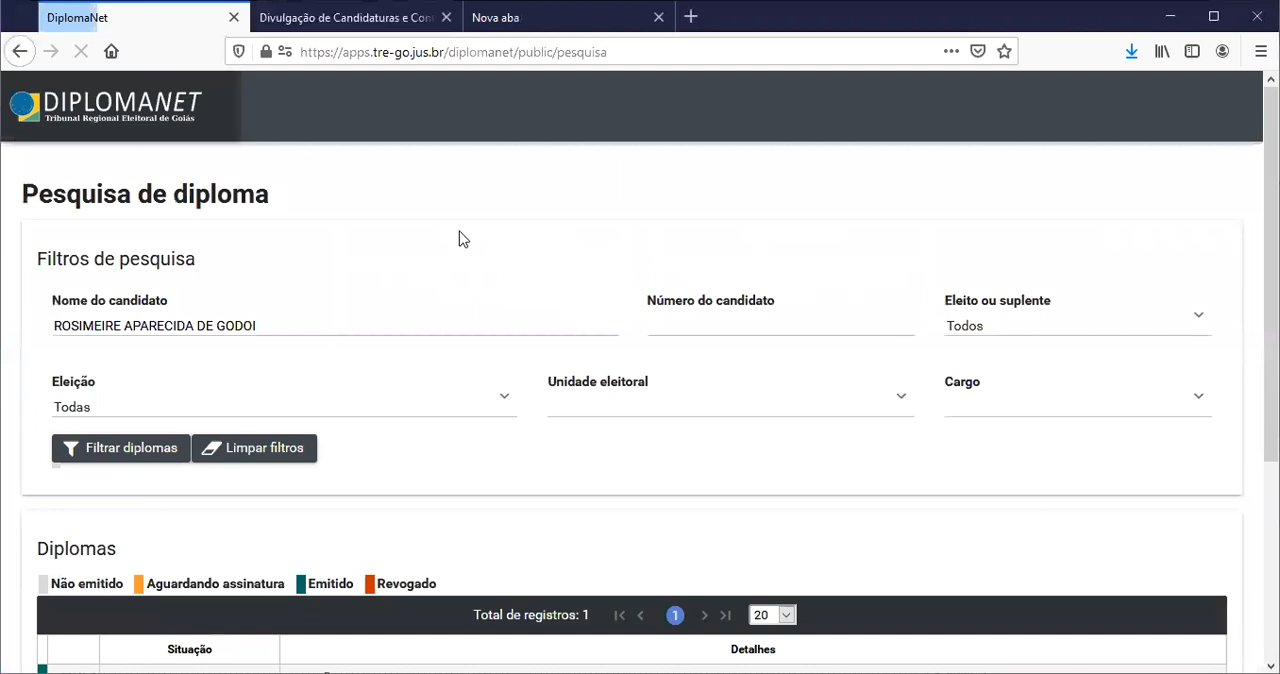 DiplomaNet
Divulgação de Candidaturas e Con
Nova aba
https://apps.tre-go.jus.br/diplomanet/public/pesquisa
DIPLOMANET
Tribunal Regional Eleitoral de Goiás
Pesquisa de diploma
Filtros de pesquisa
Nome do candidato
Número do candidato
Eleito ou suplente
ROSIMEIRE APARECIDA DE GODOI
Todos
Eleição
Unidade eleitoral
Cargo
Todas
Filtrar diplomas
Limpar filtros
Diplomas
Não emitido
Aguardando assinatura
Emitido
Revogado
Total de registros: 1
1
20
Situação
Detalhes